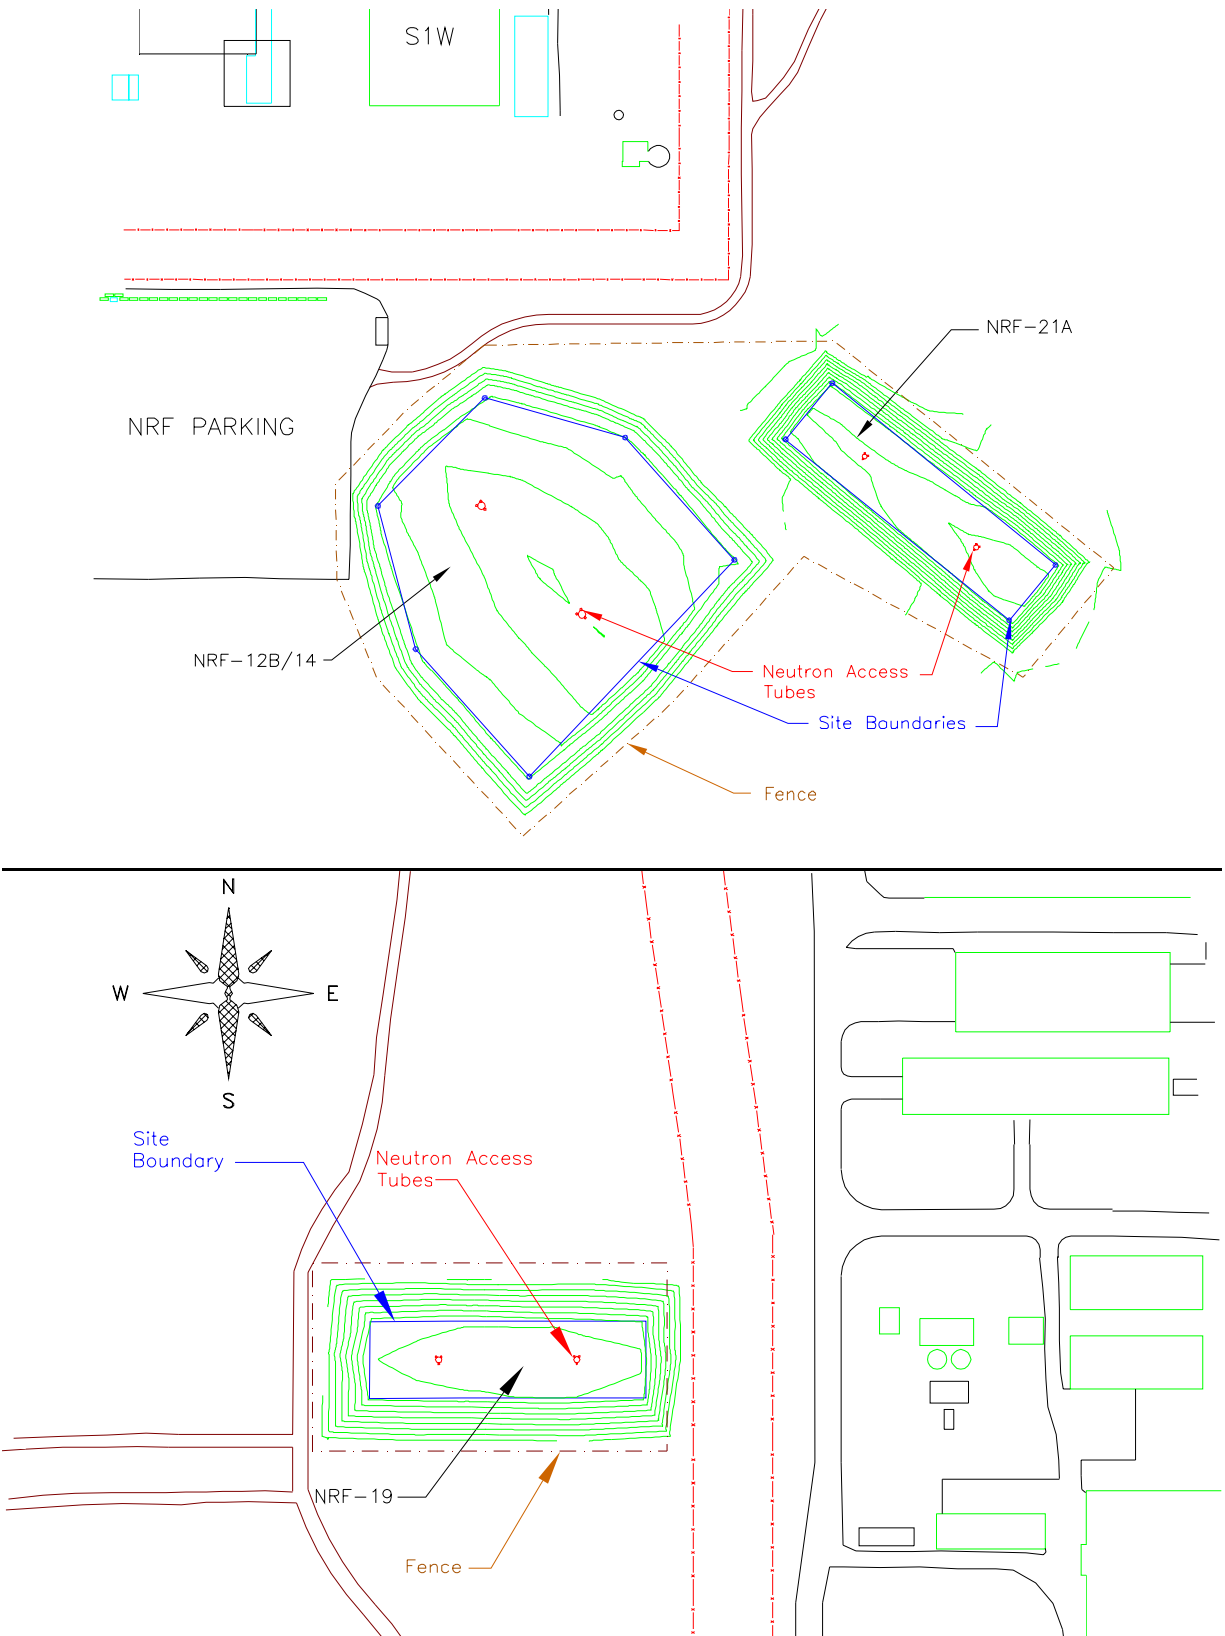 S1W
NRF-21A
NRF PARKING
NRF-12B/14
Neutron Access
Tubes
Site Boundaries
Fence
N
W
E
S
Site
Boundary
Neutron Access
Tubes
NRF-19
Fence